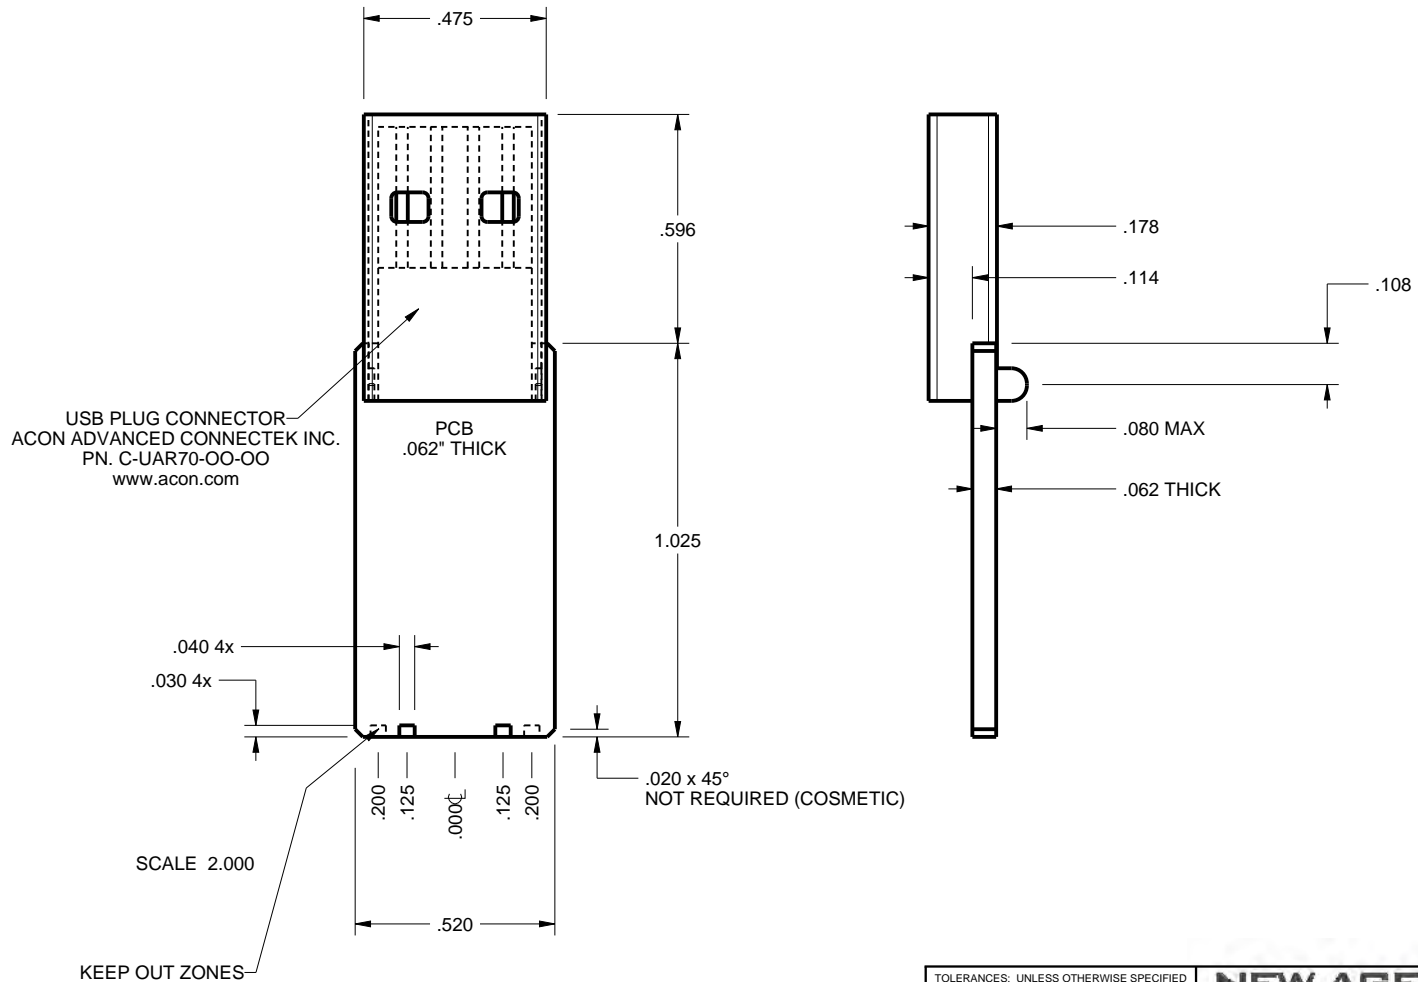 .475
.596
.178
.114
.108
USB PLUG CONNECTOR
ACON ADVANCED CONNECTEK INC.
PN. C-UAR70-OO-OO
www.acon.com
PCB
.062" THICK
.080 MAX
.062 THICK
1.025
.040 4x
.030 4x
.020 x 45°
NOT REQUIRED (COSMETIC)
.200
.125
.000
.125
.200
SCALE 2.000
.520
KEEP OUT ZONES
TOLERANCES: UNLESS OTHERWISE SPECIFIED
NEW AGE